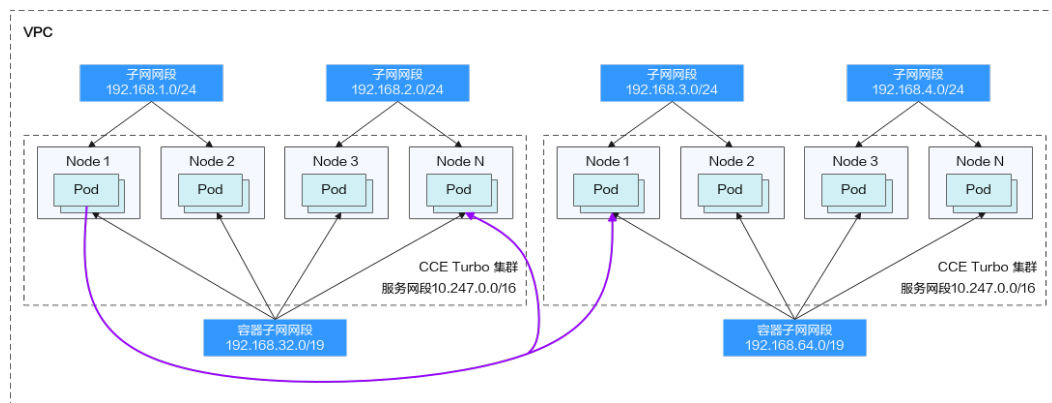 VPC
子网网段
192.168.1.0/24
子网网段
192.168.2.0/24
子网网段
192.168.3.0/24
子网网段
192.168.4.0/24
Node 1
Pod
Node 2
Pod
Node 3
Pod
Node N
Pod
Node 1
Pod
Node 2
Pod
Node 3
Pod
Node N
Pod
CCE Turbo 集群
服务网段10.247.0.0/16
CCE Turbo 集群
服务网段10.247.0.0/16
容器子网网段
192.168.32.0/19
容器子网网段
192.168.64.0/19